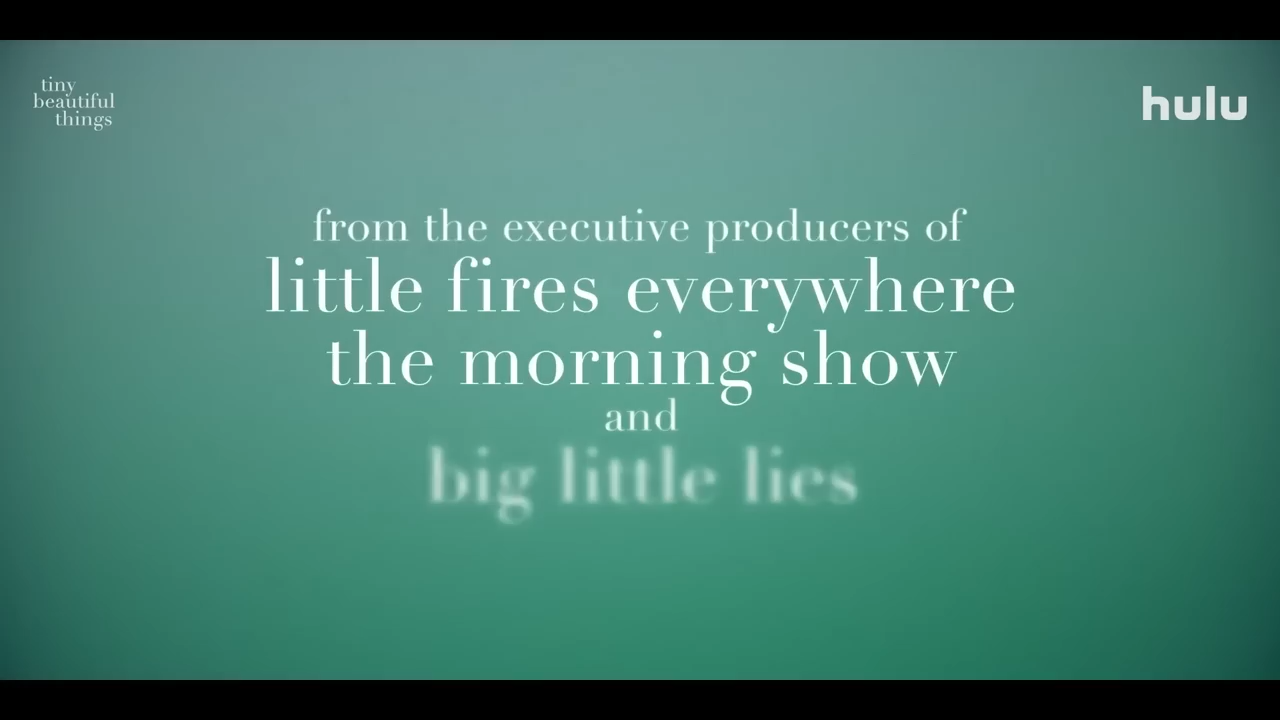 tiny
beautiful
things
hulu
from the executive producers of
little fires everywhere
the morning show
and
big little lies